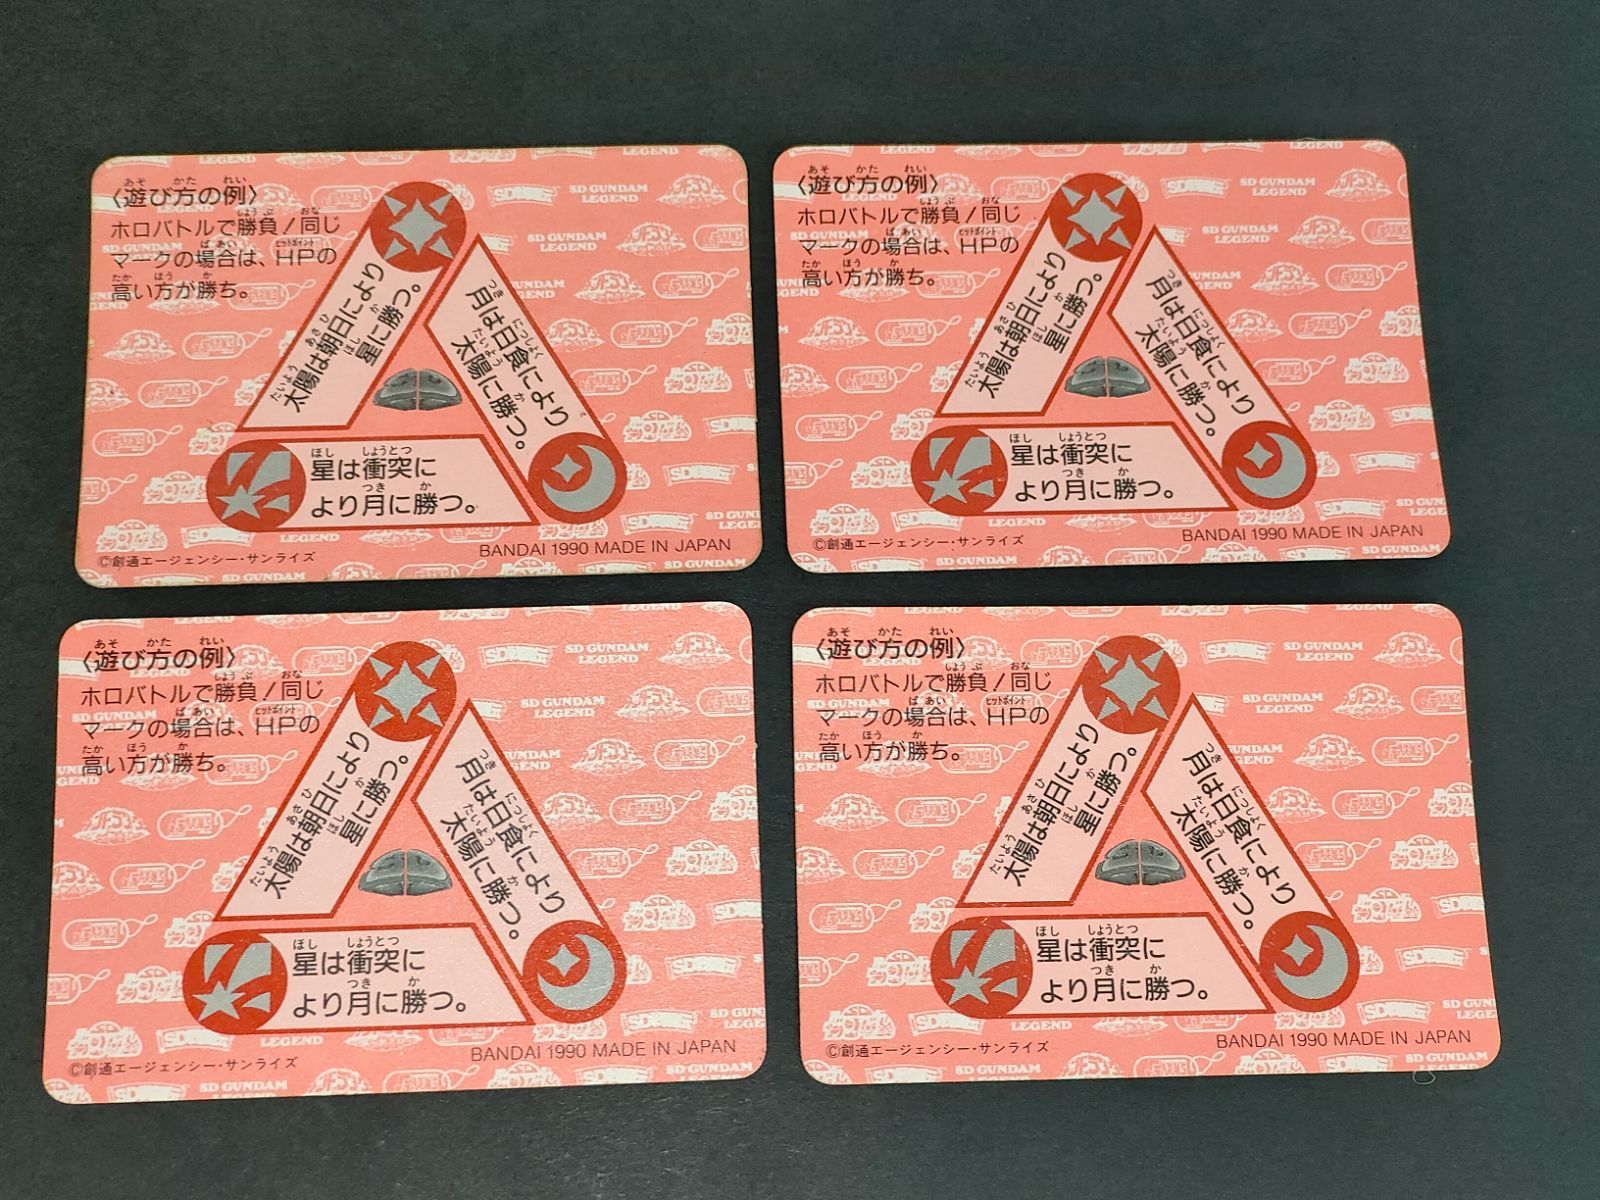 〈遊び方の例〉
ホロバトルで勝負!同じ
マークの場合は、HPの
高い方が勝ち。
太陽は朝日により
星に勝つ。
月は日食により
太陽に勝つ。
星は衝突に
より月に勝つ。
©創通エージェンシー・サンライズ
BANDAI 1990 MADE IN JAPAN
SD GUNDAM
LEGEND
〈遊び方の例〉
ホロバトルで勝負!同じ
マークの場合は、HPの
高い方が勝ち。
太陽は朝日により
星に勝つ。
月は日食により
太陽に勝つ。
星は衝突に
より月に勝つ。
©創通エージェンシー・サンライズ
BANDAI 1990 MADE IN JAPAN
SD GUNDAM
LEGEND
〈遊び方の例〉
ホロバトルで勝負!同じ
マークの場合は、HPの
高い方が勝ち。
太陽は朝日により
星に勝つ。
月は日食により
太陽に勝つ。
星は衝突に
より月に勝つ。
©創通エージェンシー・サンライズ
BANDAI 1990 MADE IN JAPAN
SD GUNDAM
LEGEND
〈遊び方の例〉
ホロバトルで勝負!同じ
マークの場合は、HPの
高い方が勝ち。
太陽は朝日により
星に勝つ。
月は日食により
太陽に勝つ。
星は衝突に
より月に勝つ。
©創通エージェンシー・サンライズ
BANDAI 1990 MADE IN JAPAN
SD GUNDAM
LEGEND